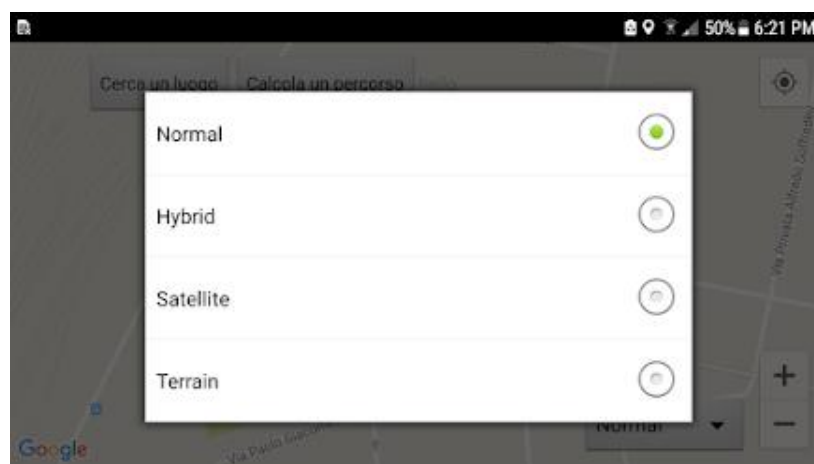 50% 6:21 PM
Cerca un luogo
Calcola un percorso
Normal
Hybrid
Satellite
Terrain
Normal
Google